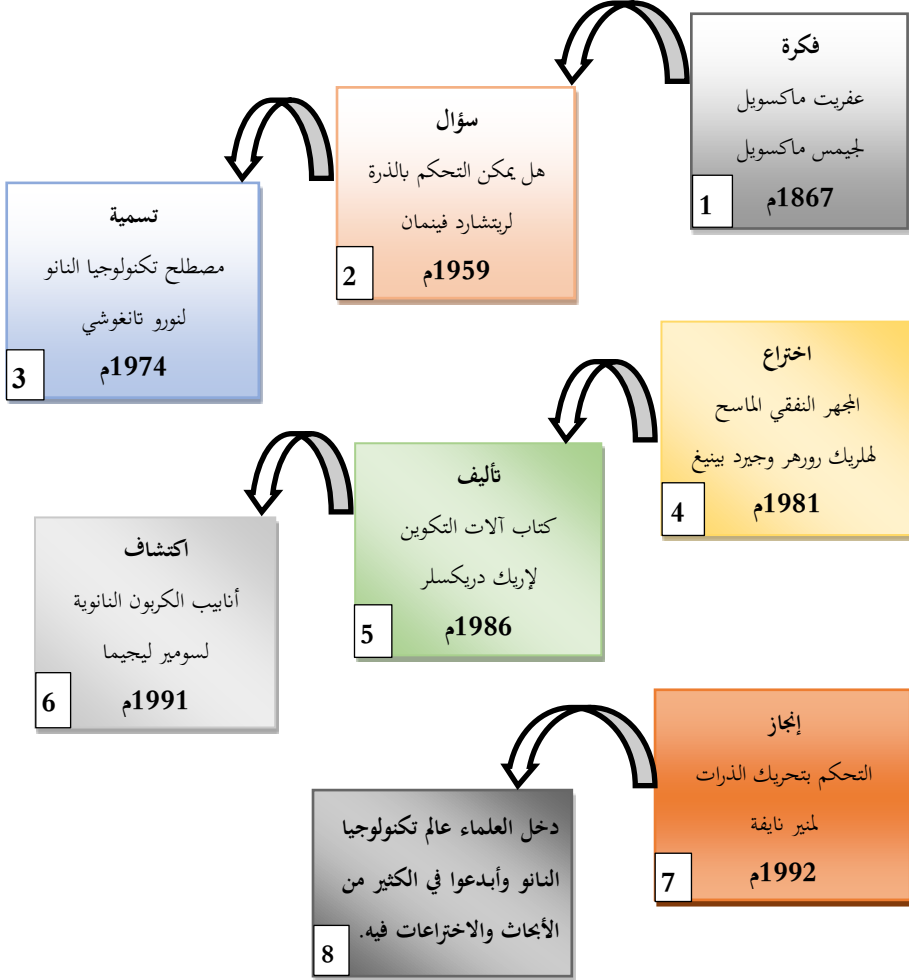 فكرة
عفريت ماكسويل
لجيمس ماكسويل
1867م
1
سؤال
هل يمكن التحكم بالذرة
لريتشارد فينمان
1959م
2
تسمية
مصطلح تكنولوجيا النانو
لنورو تانغوشي
1974م
3
اختراع
المجهر النفقي الماسح
لهلريك رورهر وجيرد بينيغ
1981م
4
تأليف
كتاب آلات التكوين
لإريك دريكسلر
1986م
5
اكتشاف
أنابيب الكربون النانوية
لسومير ليجيما
1991م
6
إنجاز
التحكم بتحريك الذرات
لمنير نايفة
1992م
7
دخل العلماء عالم تكنولوجيا
النانو وأبدعوا في الكثير من
الأبحاث والاختراعات فيه.
8